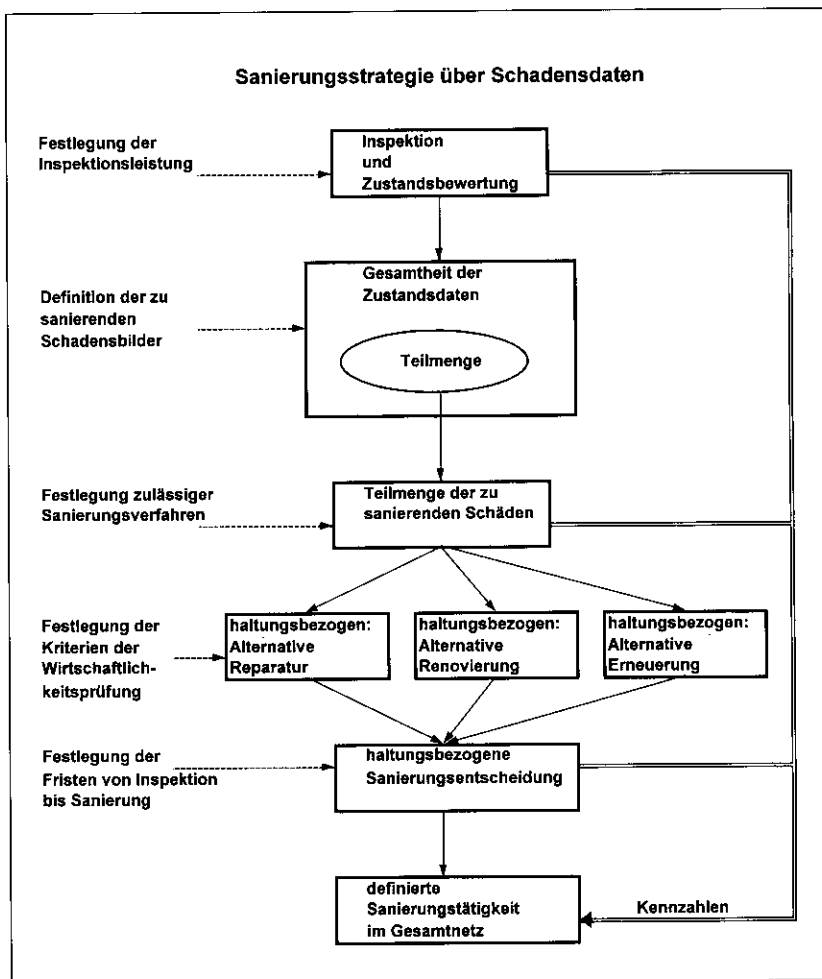 Sanierungsstrategie über Schadensdaten
Festlegung der
Inspektionsleistung
Inspektion
und
Zustandsbewertung
Gesamtheit der
Zustandsdaten
Definition der zu
sanierenden
Schadensbilder
Teilmenge
Festlegung zulässiger
Sanierungsverfahren
Teilmenge der zu
sanierenden Schäden
Festlegung der
Kriterien der
Wirtschaftlich-
keitsprüfung
haltungsbezogen:
Alternative
Reparatur
haltungsbezogen:
Alternative
Renovierung
haltungsbezogen:
Alternative
Erneuerung
Festlegung der
Fristen von Inspektion
bis Sanierung
haltungsbezogene
Sanierungsentscheidung
definierte
Sanierungstätigkeit
im Gesamtnetz
Kennzahlen